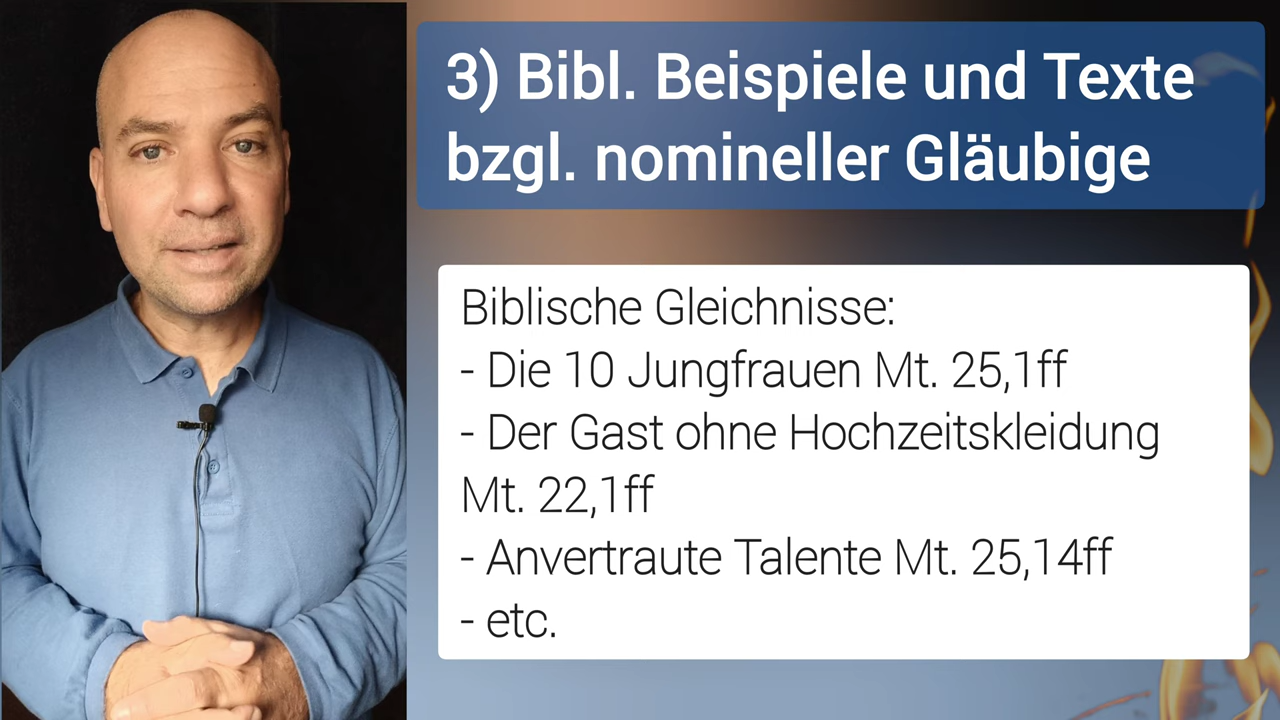 3) Bibl. Beispiele und Texte
bzgl. nomineller Gläubige
Biblische Gleichnisse:
- Die 10 Jungfrauen Mt. 25,1ff
- Der Gast ohne Hochzeitskleidung
Mt. 22,1ff
- Anvertraute Talente Mt. 25,14ff
- etc.